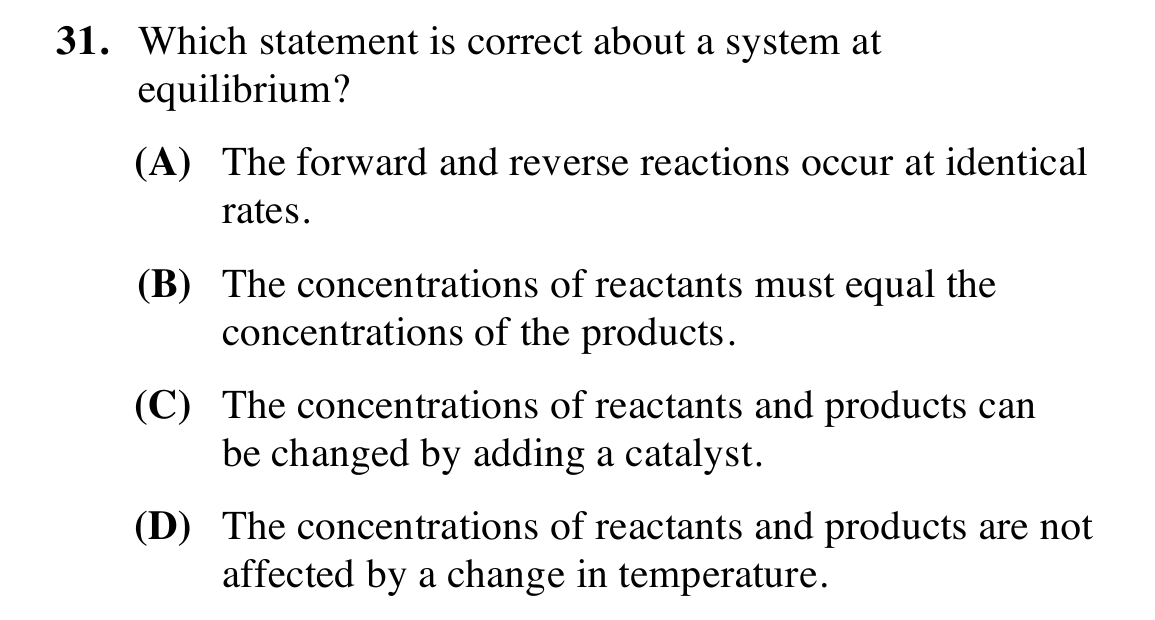 31. Which statement is correct about a system at
equilibrium?
(A) The forward and reverse reactions occur at identical
rates.
(B) The concentrations of reactants must equal the
concentrations of the products.
(C) The concentrations of reactants and products can
be changed by adding a catalyst.
(D) The concentrations of reactants and products are not
affected by a change in temperature.